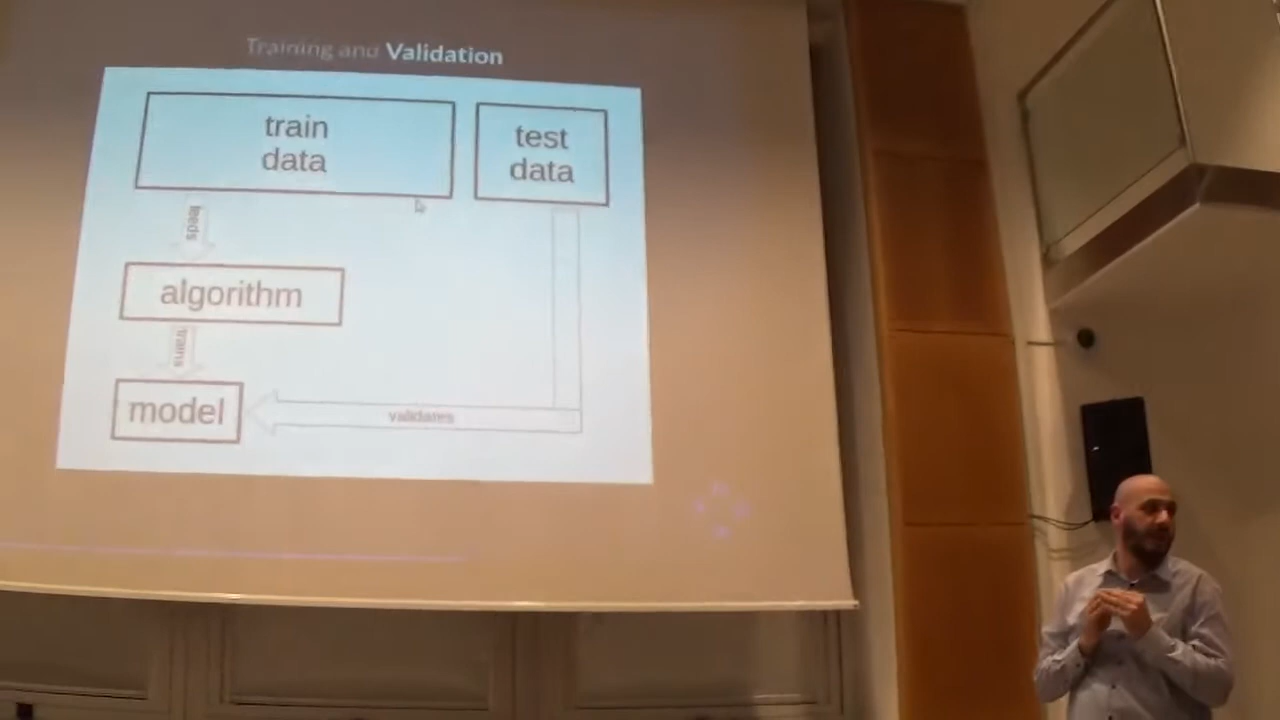 Training and Validation
train
data
test
data
feeds
algorithm
trains
model
validates